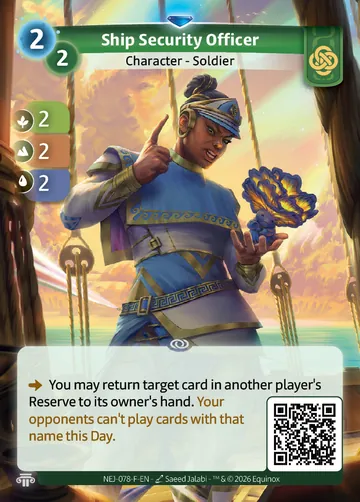 2
2
Ship Security Officer
Character - Soldier
2
2
2
You may return target card in another player's
Reserve to its owner's hand. Your
opponents can't play cards with that
name this Day.
NEJ-078-F-EN - Saeed Jalabi - ™ & © 2026 Equinox